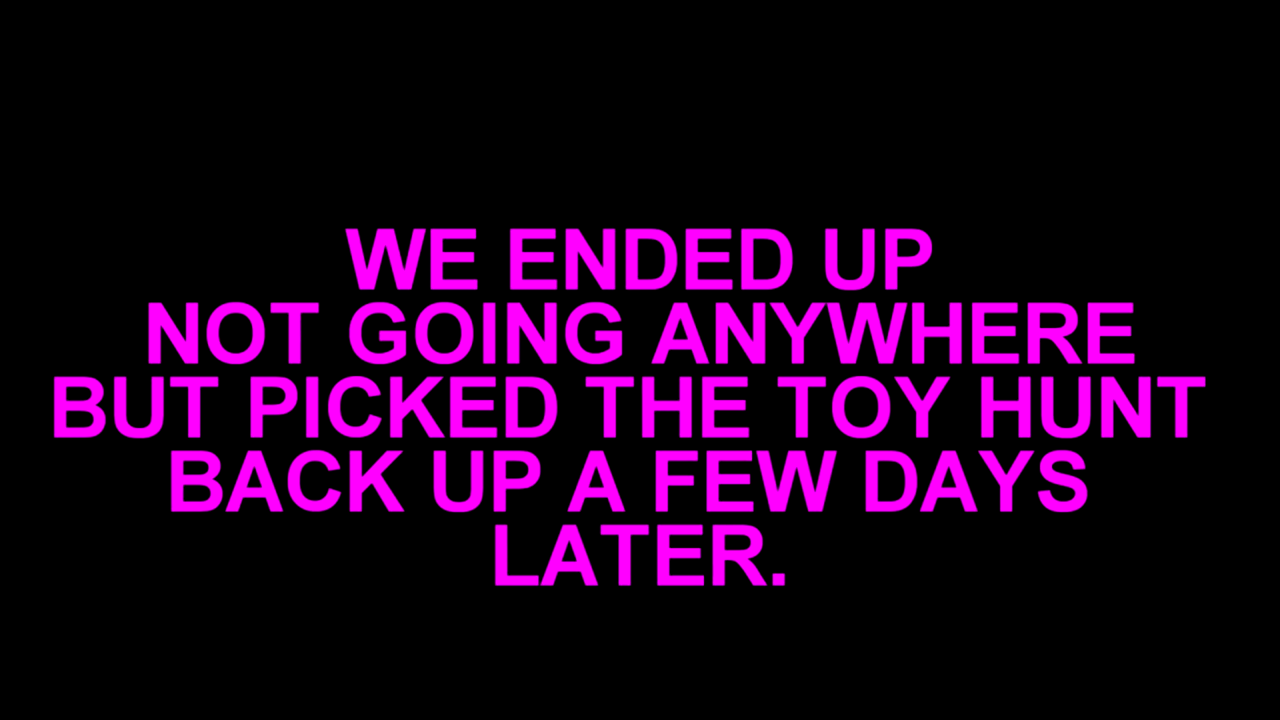 WE ENDED UP
NOT GOING ANYWHERE
BUT PICKED THE TOY HUNT
BACK UP A FEW DAYS
LATER.